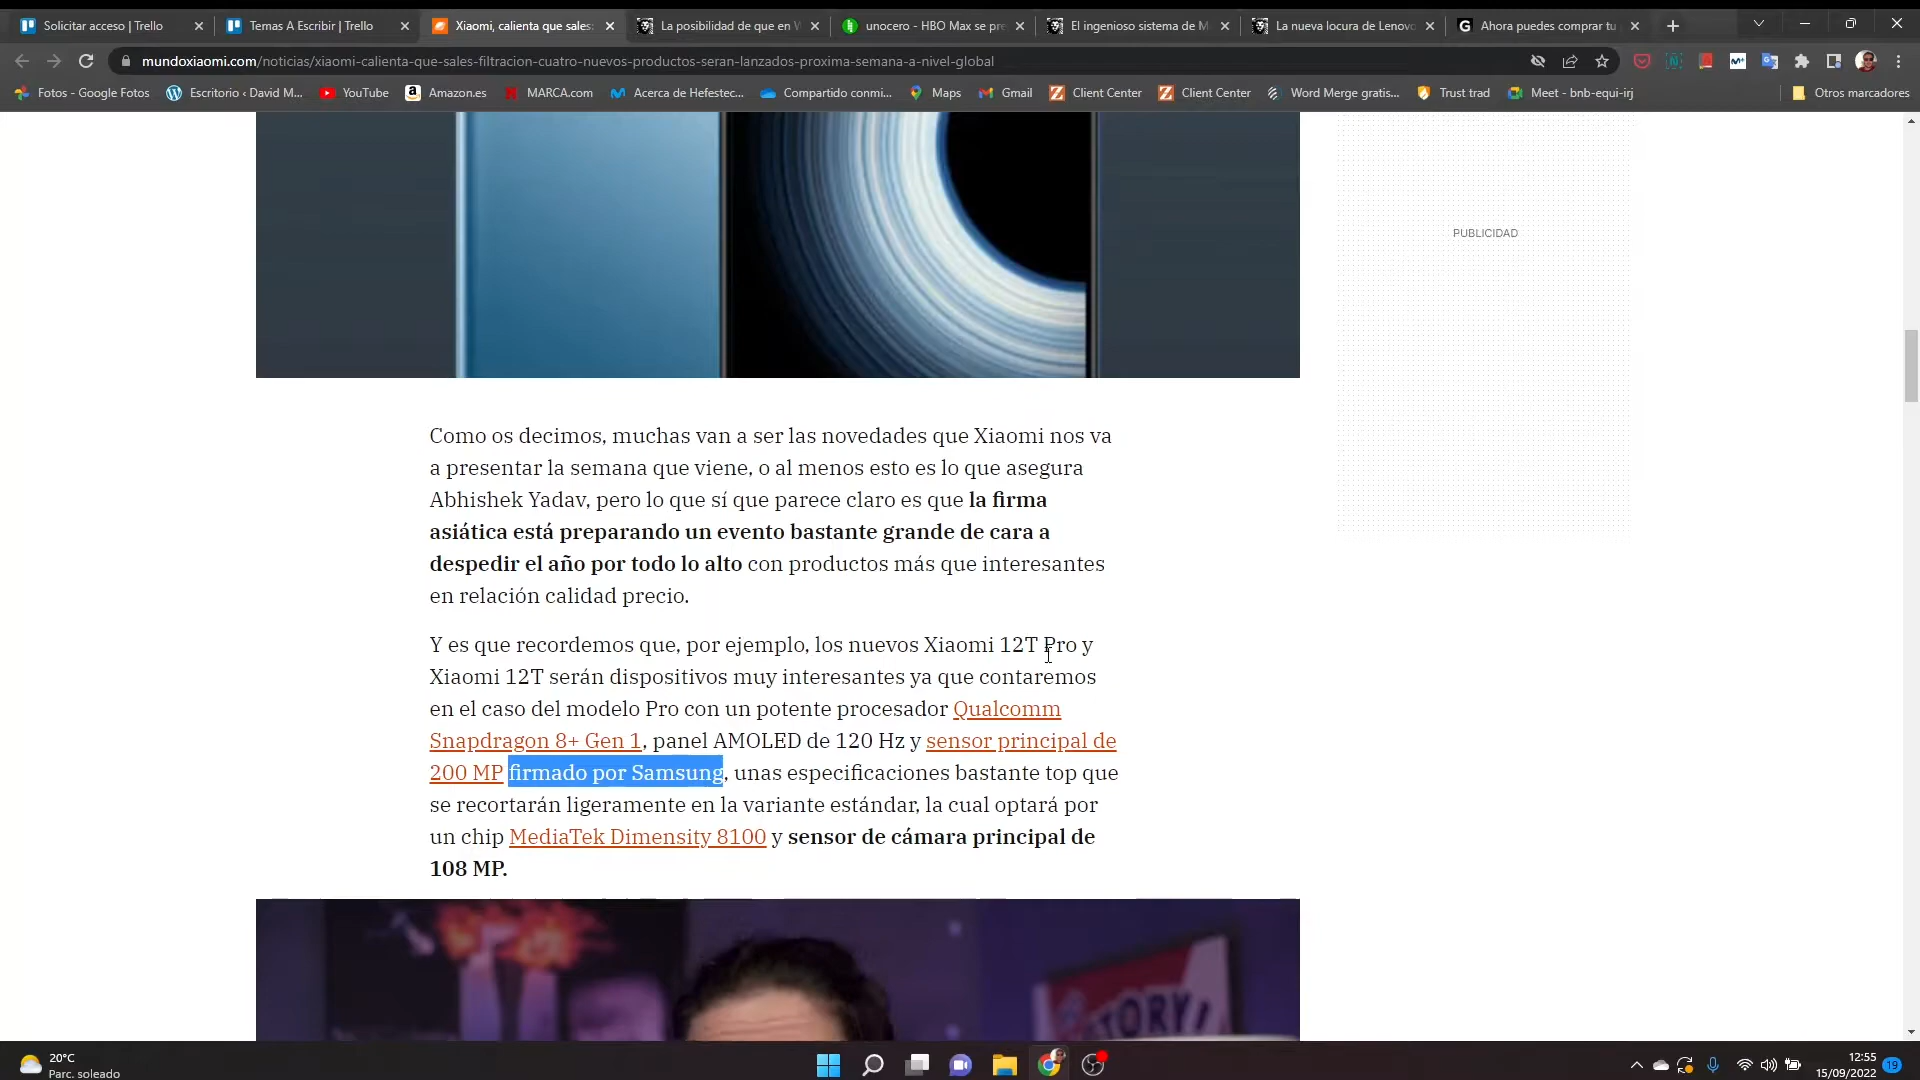 Solicitar acceso | Trello
Temas A Escribir | Trello
Xiaomi, calienta que sales:
La posibilidad de que en V
unocero - HBO Max se pre
El ingenioso sistema de M
La nueva locura de Lenovo
Ahora puedes comprar tu
mundoxiaomi.com/noticias/xiaomi-calienta-que-sales-filtracion-cuatro-nuevos-productos-seran-lanzados-proxima-semana-a-nivel-global
Fotos - Google Fotos
Escritorio ‹ David M...
YouTube
Amazon.es
MARCA.com
Acerca de Hefestec...
Compartido conmi...
Maps
Gmail
Client Center
Client Center
Word Merge gratis...
Trust trad
Meet - bnb-equi-irj
Otros marcadores
PUBLICIDAD
Como os decimos, muchas van a ser las novedades que Xiaomi nos va
a presentar la semana que viene, o al menos esto es lo que asegura
Abhishek Yadav, pero lo que sí que parece claro es que la firma
asiática está preparando un evento bastante grande de cara a
despedir el año por todo lo alto con productos más que interesantes
en relación calidad precio.
Y es que recordemos que, por ejemplo, los nuevos Xiaomi 12T Pro y
Xiaomi 12T serán dispositivos muy interesantes ya que contaremos
en el caso del modelo Pro con un potente procesador Qualcomm
Snapdragon 8+ Gen 1, panel AMOLED de 120 Hz y sensor principal de
200 MP firmado por Samsung, unas especificaciones bastante top que
se recortarán ligeramente en la variante estándar, la cual optará por
un chip MediaTek Dimensity 8100 y sensor de cámara principal de
108 MP.
TORY!
20°C
Parc. soleado
12:55
15/09/2022
19